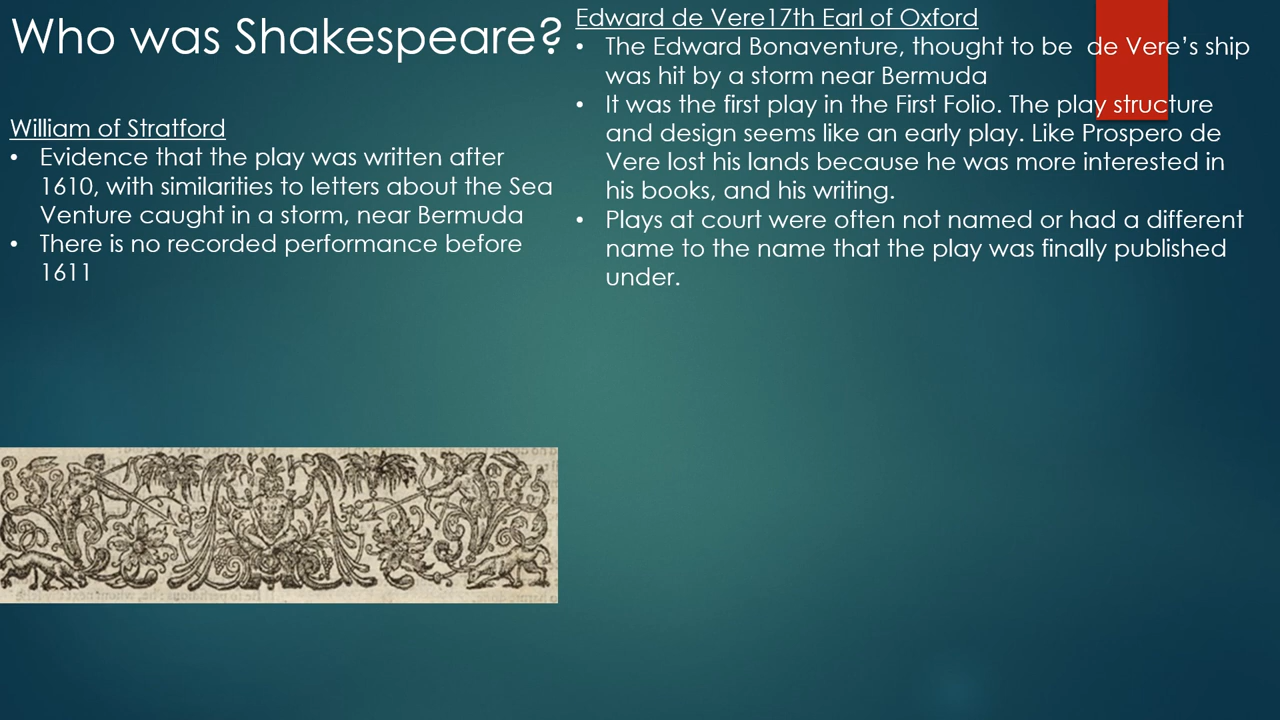 Who was Shakespeare?
William of Stratford
• Evidence that the play was written after
1610, with similarities to letters about the Sea
Venture caught in a storm, near Bermuda
• There is no recorded performance before
1611
Edward de Vere17th Earl of Oxford
• The Edward Bonaventure, thought to be  de Vere’s ship
was hit by a storm near Bermuda
• It was the first play in the First Folio. The play structure
and design seems like an early play. Like Prospero de
Vere lost his lands because he was more interested in
his books, and his writing.
• Plays at court were often not named or had a different
name to the name that the play was finally published
under.